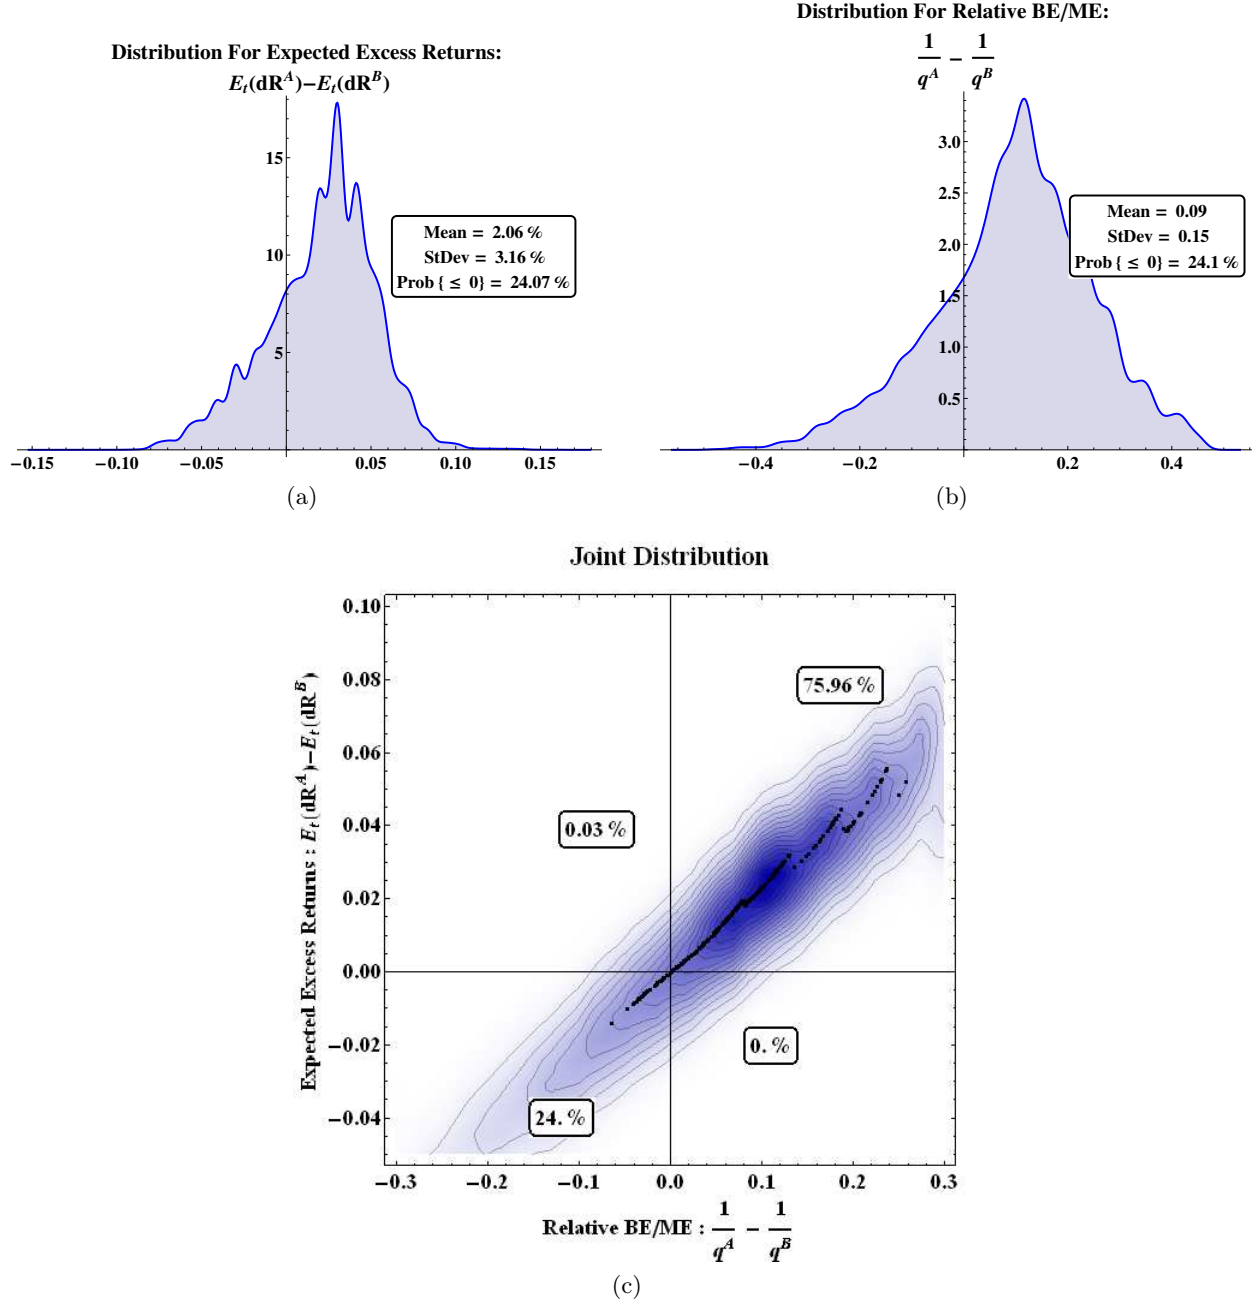 Distribution For Expected Excess Returns:
E_t(dR^A)−E_t(dR^B)
15
10
5
−0.15 −0.10 −0.05 0.05 0.10 0.15
Mean = 2.06 %
StDev = 3.16 %
Prob { ≤ 0} = 24.07 %
(a)
Distribution For Relative BE/ME:
1/q^A − 1/q^B
3.0
2.5
2.0
1.5
1.0
0.5
−0.4 −0.2 0.2 0.4
Mean = 0.09
StDev = 0.15
Prob { ≤ 0} = 24.1 %
(b)
Joint Distribution
Expected Excess Returns : E_t(dR^A)−E_t(dR^B)
0.10
0.08
0.06
0.04
0.02
0.00
−0.02
−0.04
75.96 %
0.03 %
0. %
24. %
−0.3 −0.2 −0.1 0.0 0.1 0.2 0.3
Relative BE/ME : 1/q^A − 1/q^B
(c)